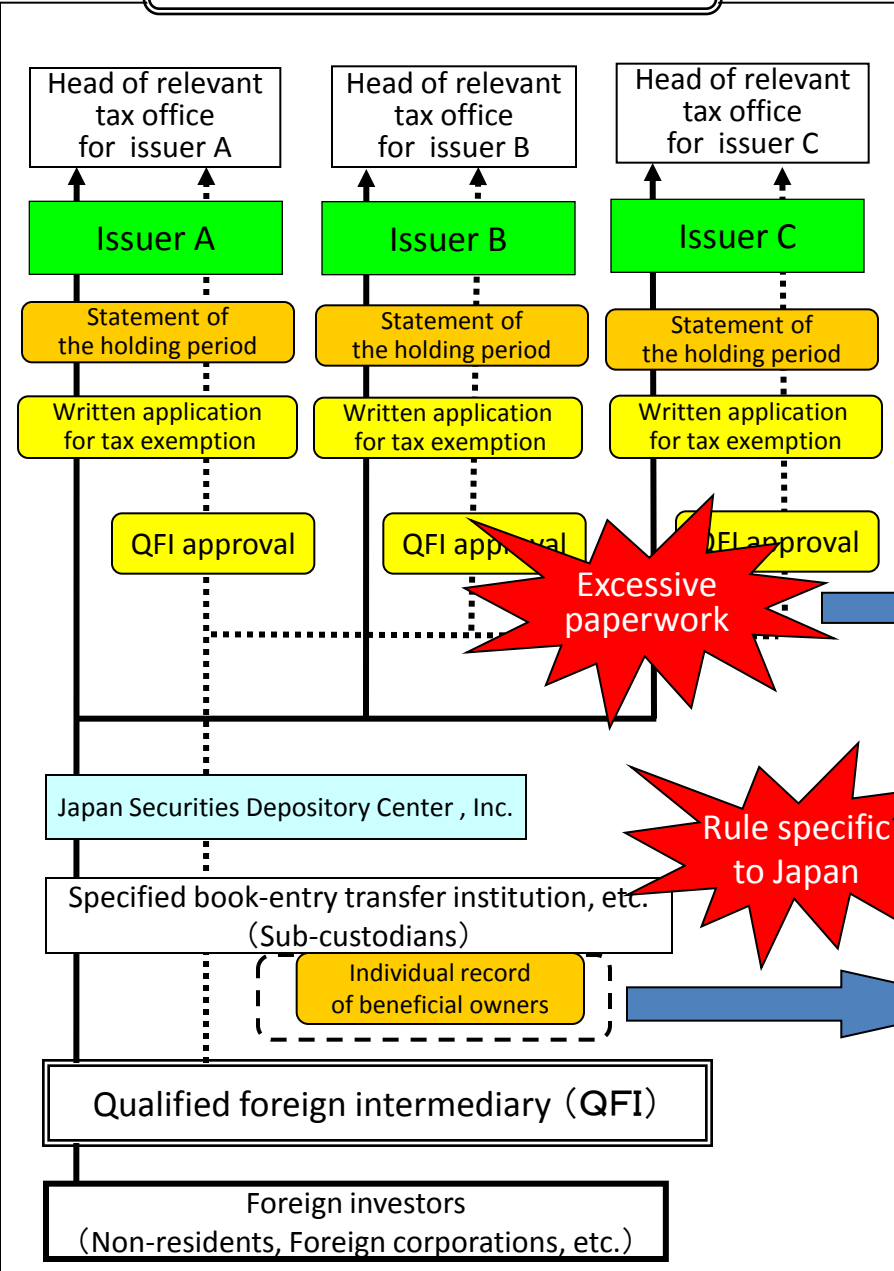 Head of relevant
tax office
for issuer A
Head of relevant
tax office
for issuer B
Head of relevant
tax office
for issuer C
Issuer A
Issuer B
Issuer C
Statement of
the holding period
Statement of
the holding period
Statement of
the holding period
Written application
for tax exemption
Written application
for tax exemption
Written application
for tax exemption
QFI approval
QFI approval
QFI approval
Excessive
paperwork
Japan Securities Depository Center , Inc.
Rule specific
to Japan
Specified book-entry transfer institution, etc.
（Sub-custodians）
Individual record
of beneficial owners
Qualified foreign intermediary（QFI）
Foreign investors
（Non-residents, Foreign corporations, etc.）